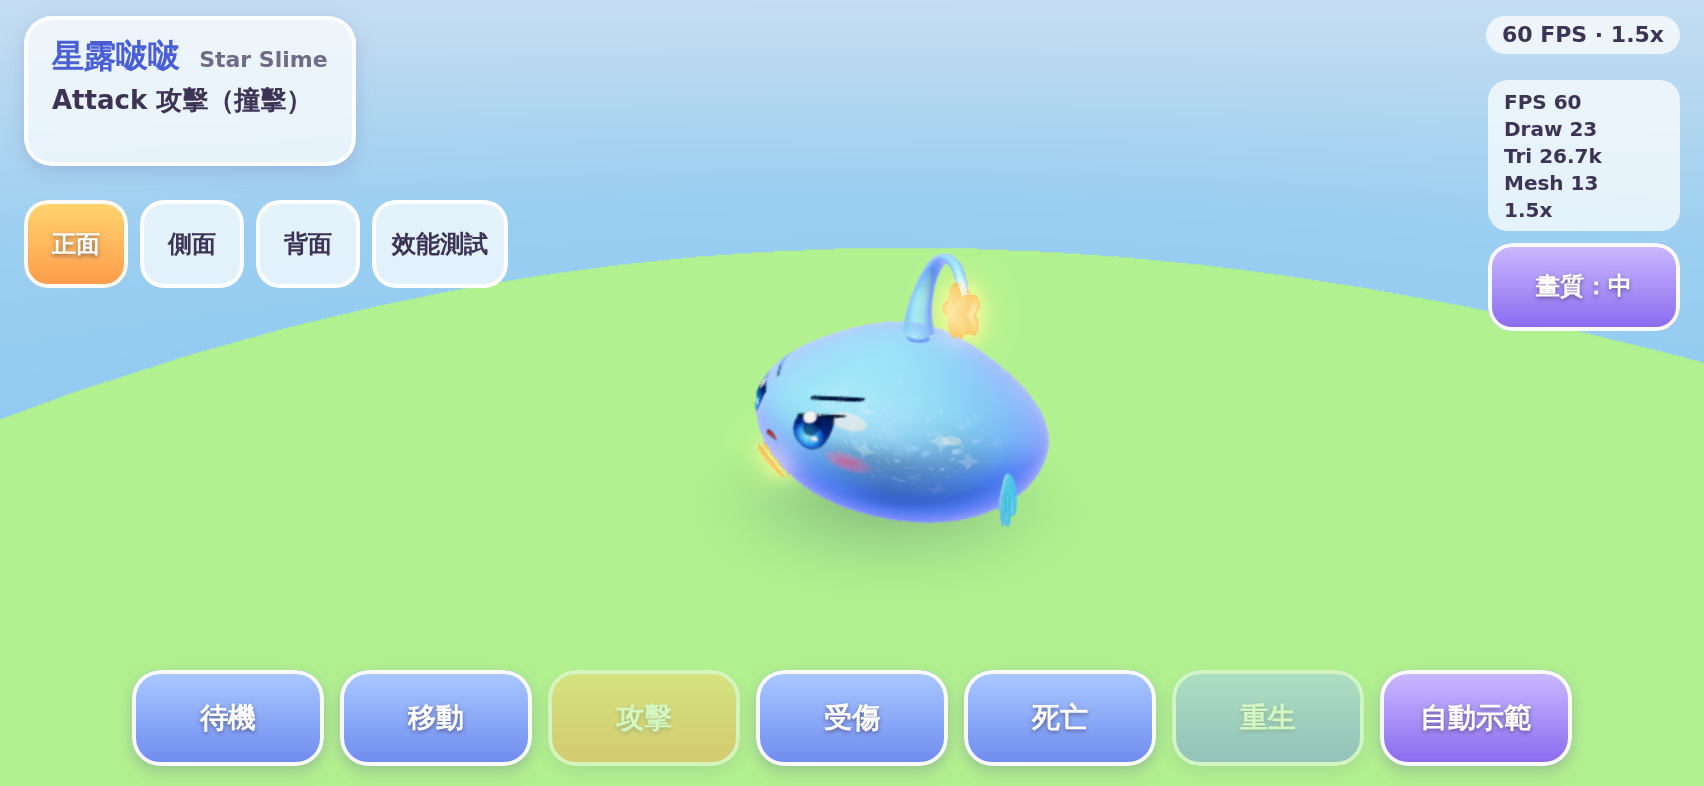 星露啵啵 Star Slime
Attack 攻擊（撞擊）
60 FPS · 1.5x
FPS 60
Draw 23
Tri 26.7k
Mesh 13
1.5x
正面 側面 背面 效能測試
畫質：中
待機 移動 攻擊 受傷 死亡 重生 自動示範